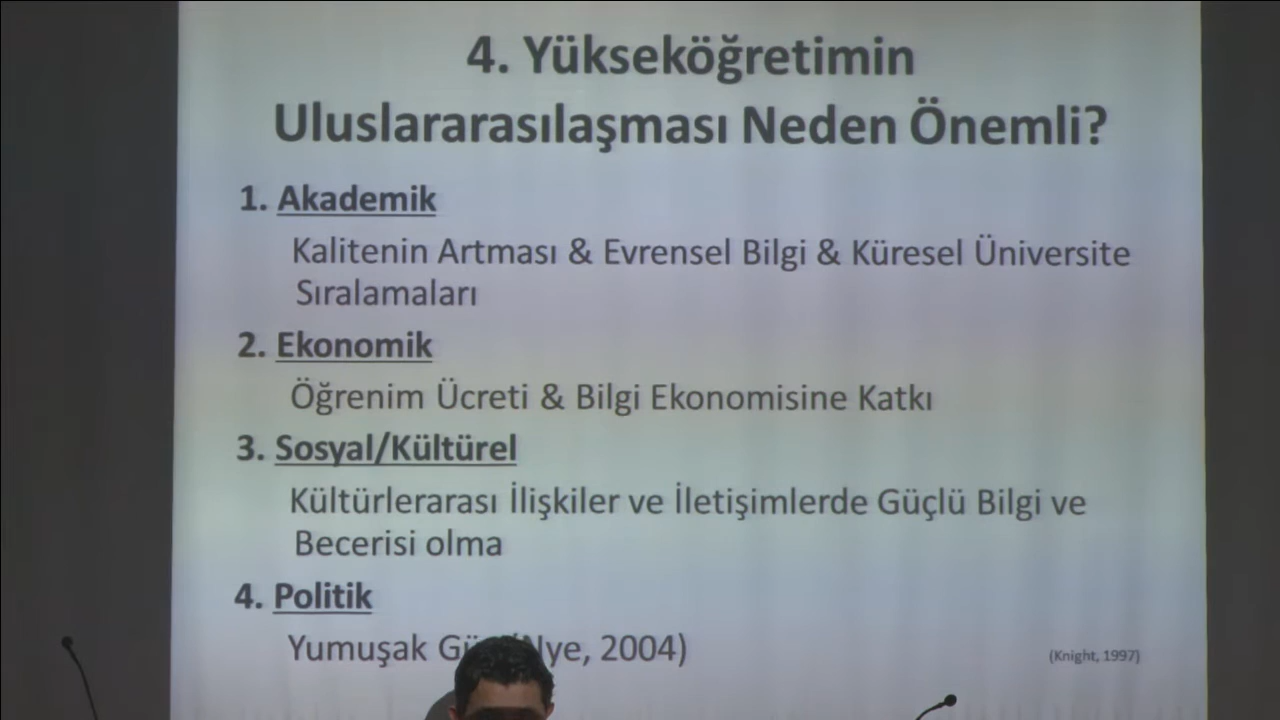 4. Yükseköğretimin
Uluslararasılaşması Neden Önemli?
1. Akademik
Kalitenin Artması & Evrensel Bilgi & Küresel Üniversite
Sıralamaları
2. Ekonomik
Öğrenim Ücreti & Bilgi Ekonomisine Katkı
3. Sosyal/Kültürel
Kültürlerarası İlişkiler ve İletişimlerde Güçlü Bilgi ve
Becerisi olma
4. Politik
Yumuşak (Nye, 2004)
(Knight, 1997)